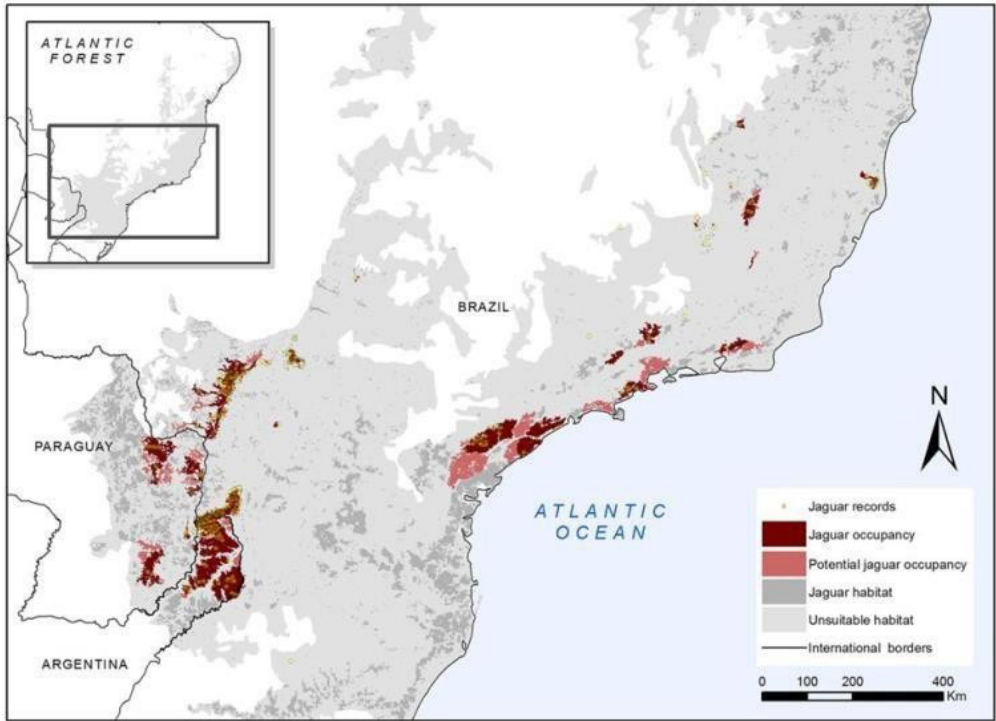 ATLANTIC
FOREST
BRAZIL
PARAGUAY
ARGENTINA
ATLANTIC
OCEAN
N
Jaguar records
Jaguar occupancy
Potential jaguar occupancy
Jaguar habitat
Unsuitable habitat
International borders
0 100 200 400
Km